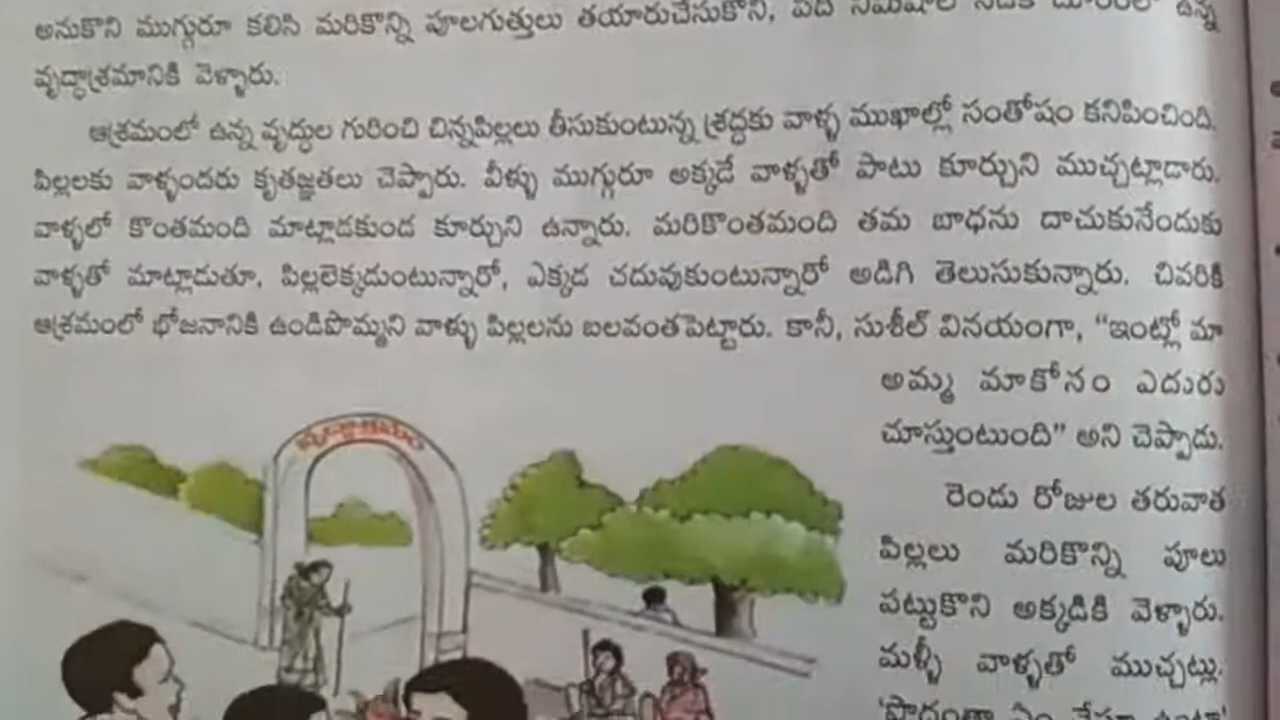 అనుకొని ముగ్గురూ కలిసి మరికొన్ని పూలగుత్తులు తయారుచేసుకొని, పది నిమిషాల నడక దూరంలో ఉన్న
వృద్ధాశ్రమానికి వెళ్ళారు.
ఆశ్రమంలో ఉన్న వృద్ధుల గురించి చిన్నపిల్లలు తీసుకుంటున్న శ్రద్ధకు వాళ్ళ ముఖాల్లో సంతోషం కనిపించింది.
పిల్లలకు వాళ్ళందరు కృతజ్ఞతలు చెప్పారు. వీళ్ళు ముగ్గురూ అక్కడే వాళ్ళతో పాటు కూర్చుని ముచ్చట్లాడారు.
వాళ్ళలో కొంతమంది మాట్లాడకుండ కూర్చుని ఉన్నారు. మరికొంతమంది తమ బాధను దాచుకునేందుకు
వాళ్ళతో మాట్లాడుతూ, పిల్లలెక్కడుంటున్నారో, ఎక్కడ చదువుకుంటున్నారో అడిగి తెలుసుకున్నారు. చివరికి
ఆశ్రమంలో భోజనానికి ఉండిపొమ్మని వాళ్ళు పిల్లలను బలవంతపెట్టారు. కానీ, సుశీల్ వినయంగా, “ఇంట్లో మా
అమ్మ మాకోసం ఎదురు
చూస్తుంటుంది” అని చెప్పాడు.
రెండు రోజుల తరువాత
పిల్లలు మరికొన్ని పూలు
పట్టుకొని అక్కడికి వెళ్ళారు.
మళ్ళీ వాళ్ళతో ముచ్చట్లు.
వృద్ధాశ్రమం